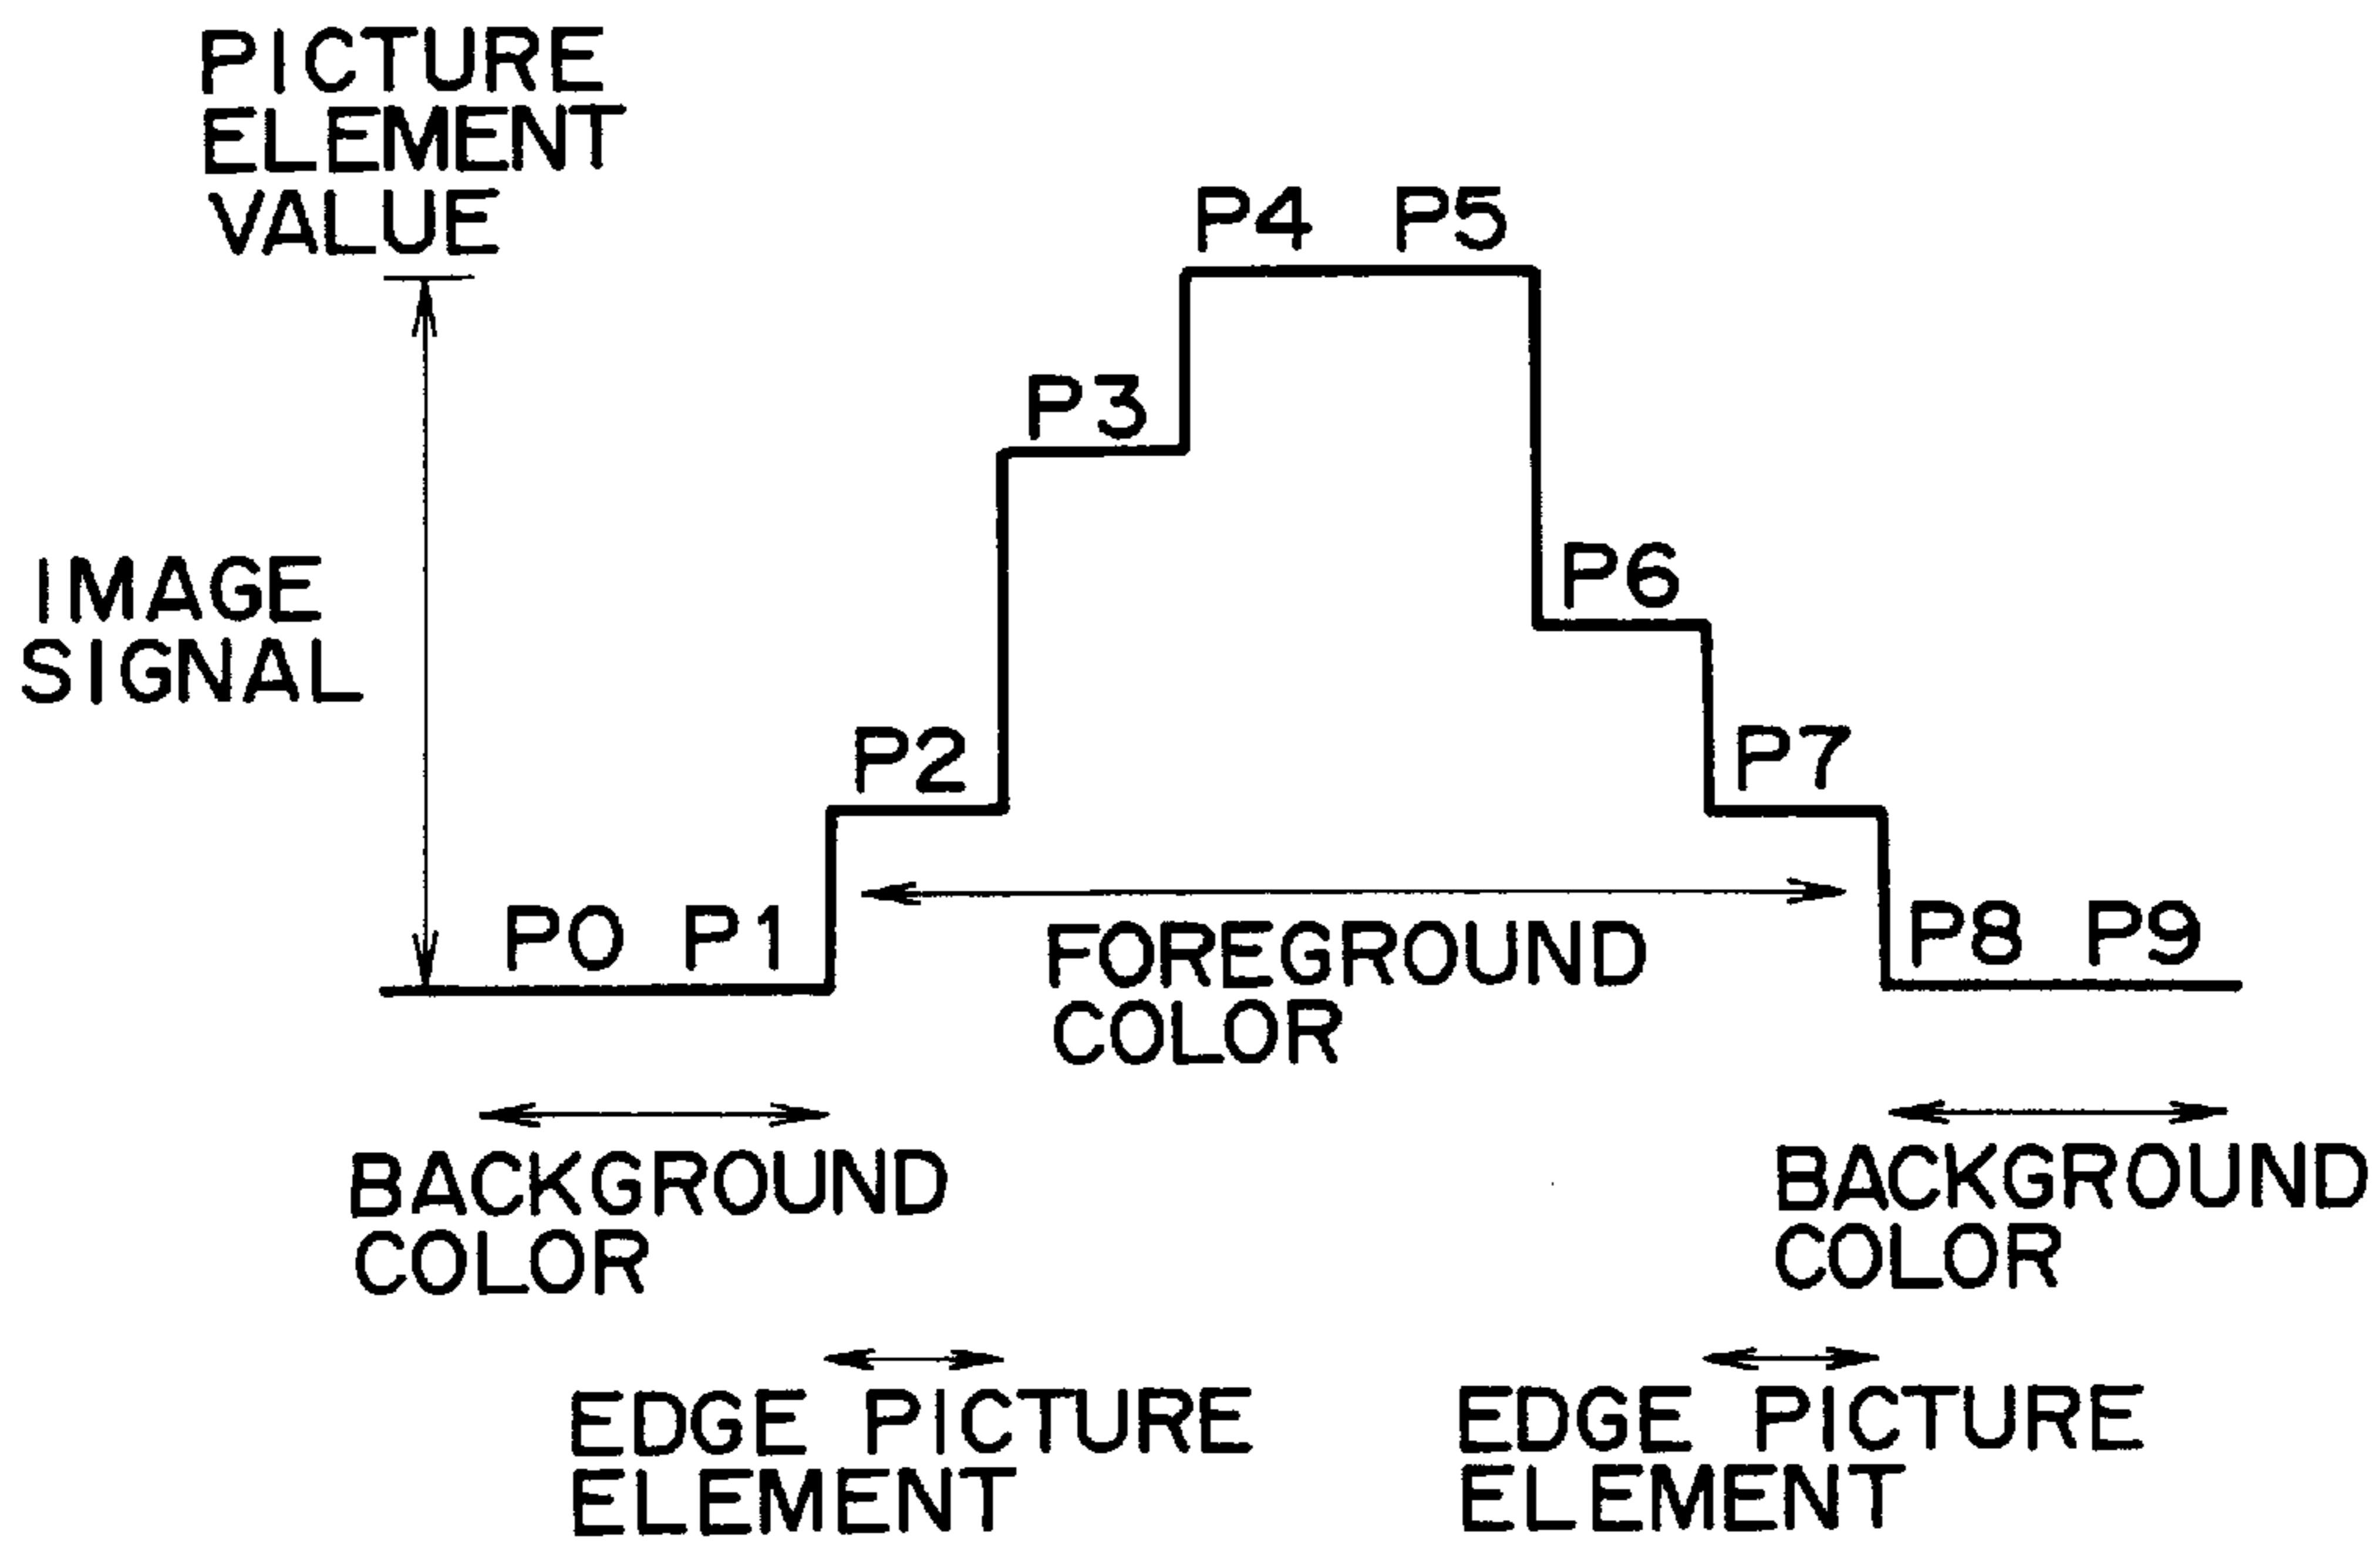 PICTURE
ELEMENT
VALUE
P4 P5
P3
IMAGE
SIGNAL
P6
P2
P7
P0 P1
FOREGROUND
COLOR
P8 P9
BACKGROUND
COLOR
BACKGROUND
COLOR
EDGE PICTURE
ELEMENT
EDGE PICTURE
ELEMENT